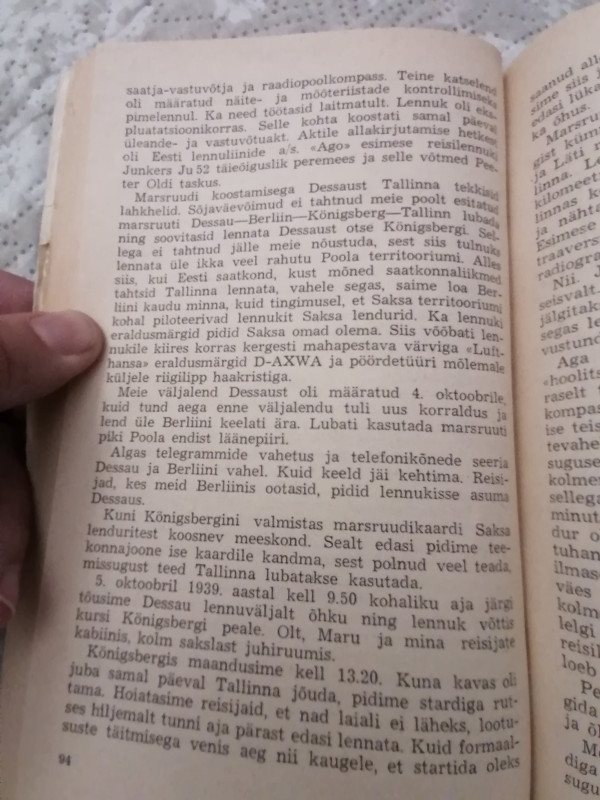 saatja-vastuvõtja ja raadiopoolkompass. Teine katselend
oli määratud näite- ja mõõteriistade kontrollimiseks
pimelennul. Ka need töötasid laitmatult. Lennuk oli eks-
pluatatsioonikorras. Selle kohta koostati samal päeval
üleande- ja vastuvõtuakt. Aktile allakirjutamise hetkest
oli Eesti lennuliinide a/s. «Ago» esimese reisilennuki
Junkers Ju 52 täieõiguslik peremees ja selle võtmed Pee-
ter Oldi taskus.
Marsruudi koostamisega Dessaust Tallinna tekkisid
lahkhelid. Sõjaväevõimud ei tahtnud meie poolt esitatud
marsruuti Dessau—Berliin—Königsberg—Tallinn lubada
ning soovitasid lennata Dessaust otse Königsbergi. Sel-
lega ei tahtnud jälle meie nõustuda, sest siis tulnuks
lennata üle ikka veel rahutu Poola territooriumi. Alles
siis, kui Eesti saatkond, kust mõned saatkonnaliikmed
tahtsid Tallinna lennata, vahele segas, saime loa Ber-
liini kaudu minna, kuid tingimusel, et Saksa territooriumi
kohal piloteerivad lennukit Saksa lendurid. Ka lennuki
eraldusmärgid pidid Saksa omad olema. Siis võõbati len-
nukile kiires korras kergesti mahapestava värviga «Luft-
hansa» eraldusmärgid D-AXWA ja pöördetüüri mõlemale
küljele riigilipp haakristiga.
Meie väljalend Dessaust oli määratud 4. oktoobrile,
kuid tund aega enne väljalendu tuli uus korraldus ja
lend üle Berliini keelati ära. Lubati kasutada marsruuti
piki Poola endist läänepiiri.
Algas telegrammide vahetus ja telefonikõnede seeria
Dessau ja Berliini vahel. Kuid keeld jäi kehtima. Reisi-
jad, kes meid Berliinis ootasid, pidid lennukisse asuma
Dessaus.
Kuni Königsbergini valmistas marsruudikaardi Saksa
lenduritest koosnev meeskond. Sealt edasi pidime tee-
konnajoone ise kaardile kandma, sest polnud veel teada,
missugust teed Tallinna lubatakse kasutada.
5. oktoobril 1939. aastal kell 9.50 kohaliku aja järgi
tõusime Dessau lennuväljalt õhku ning lennuk võttis
kursi Königsbergi peale. Olt, Maru ja mina reisijate
kabiinis, kolm sakslast juhiruumis.
Königsbergis maandusime kell 13.20. Kuna kavas oli
juba samal päeval Tallinna jõuda, pidime stardiga rut-
tama. Hoiatasime reisijaid, et nad laiali ei läheks, lootu-
ses hiljemalt tunni aja pärast edasi lennata. Kuid formaal-
suste täitmisega venis aeg nii kaugele, et startida oleks
94